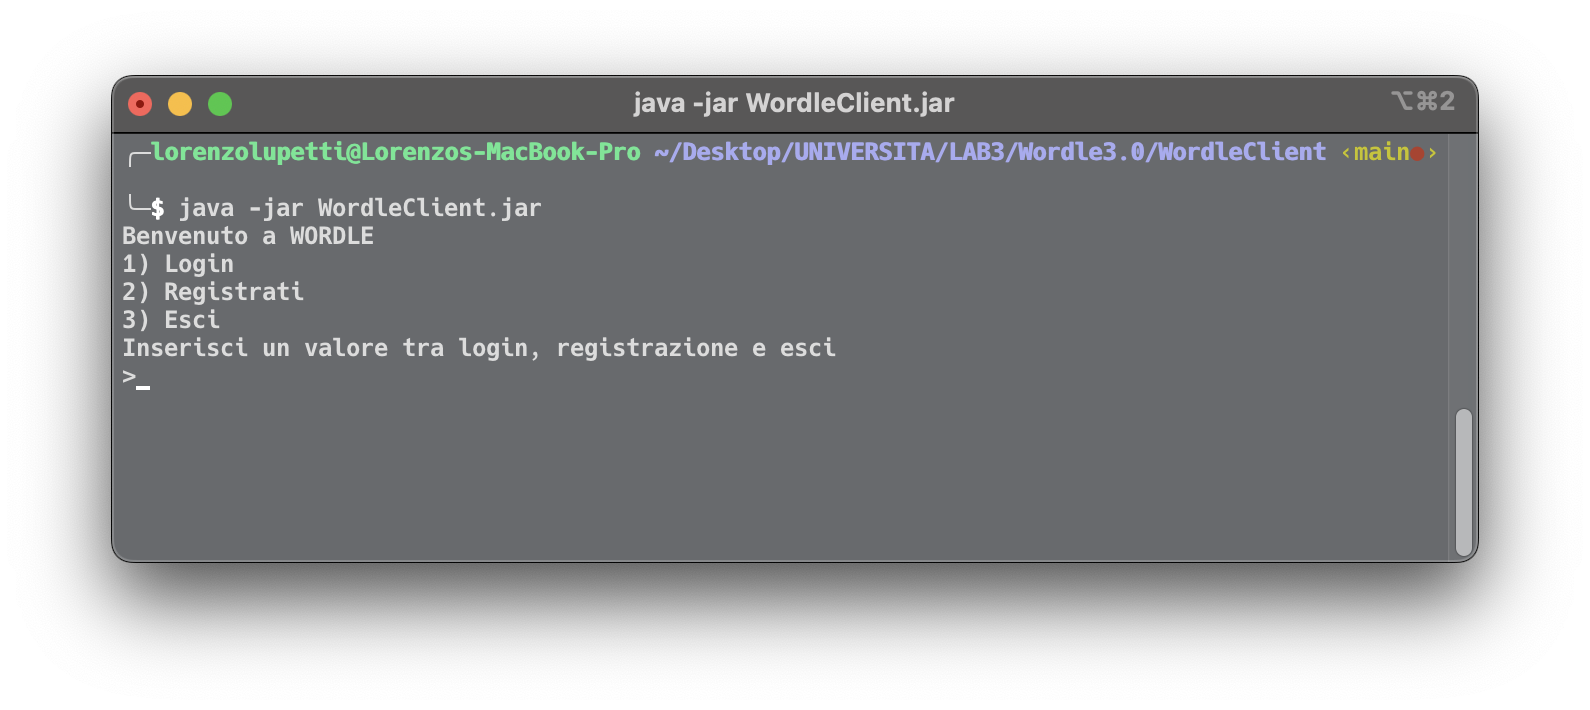 java -jar WordleClient.jar
⌥⌘2
╭─lorenzolupetti@Lorenzos-MacBook-Pro ~/Desktop/UNIVERSITA/LAB3/Wordle3.0/WordleClient ‹main●›
╰─$ java -jar WordleClient.jar
Benvenuto a WORDLE
1) Login
2) Registrati
3) Esci
Inserisci un valore tra login, registrazione e esci
>_